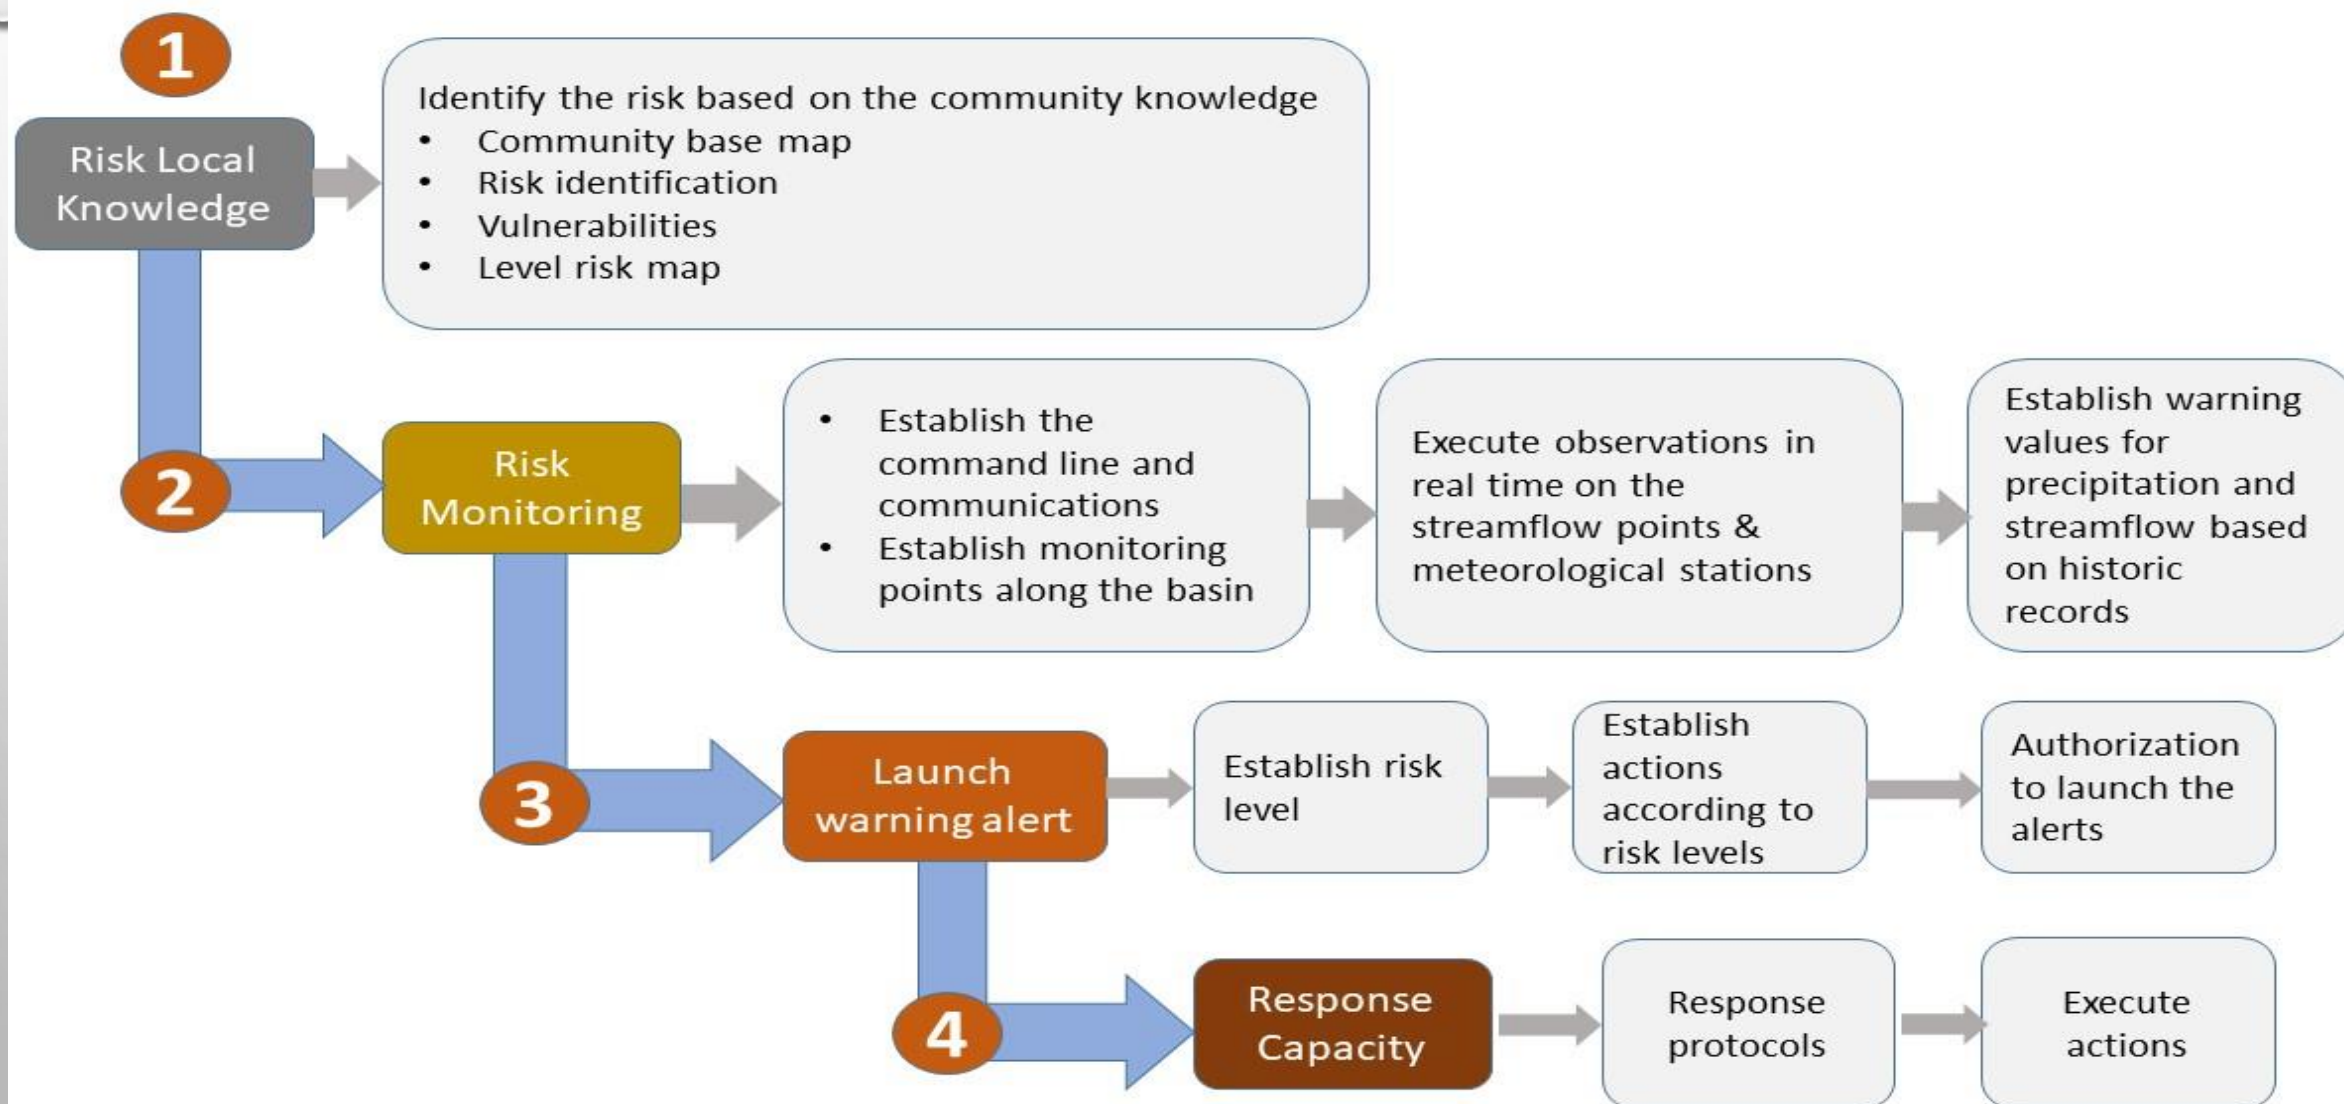 1
Risk Local
Knowledge
Identify the risk based on the community knowledge
• Community base map
• Risk identification
• Vulnerabilities
• Level risk map
2
Risk
Monitoring
• Establish the
command line and
communications
• Establish monitoring
points along the basin
Execute observations in
real time on the
streamflow points &
meteorological stations
Establish warning
values for
precipitation and
streamflow based
on historic
records
3
Launch
warning alert
Establish risk
level
Establish
actions
according to
risk levels
Authorization
to launch the
alerts
4
Response
Capacity
Response
protocols
Execute
actions